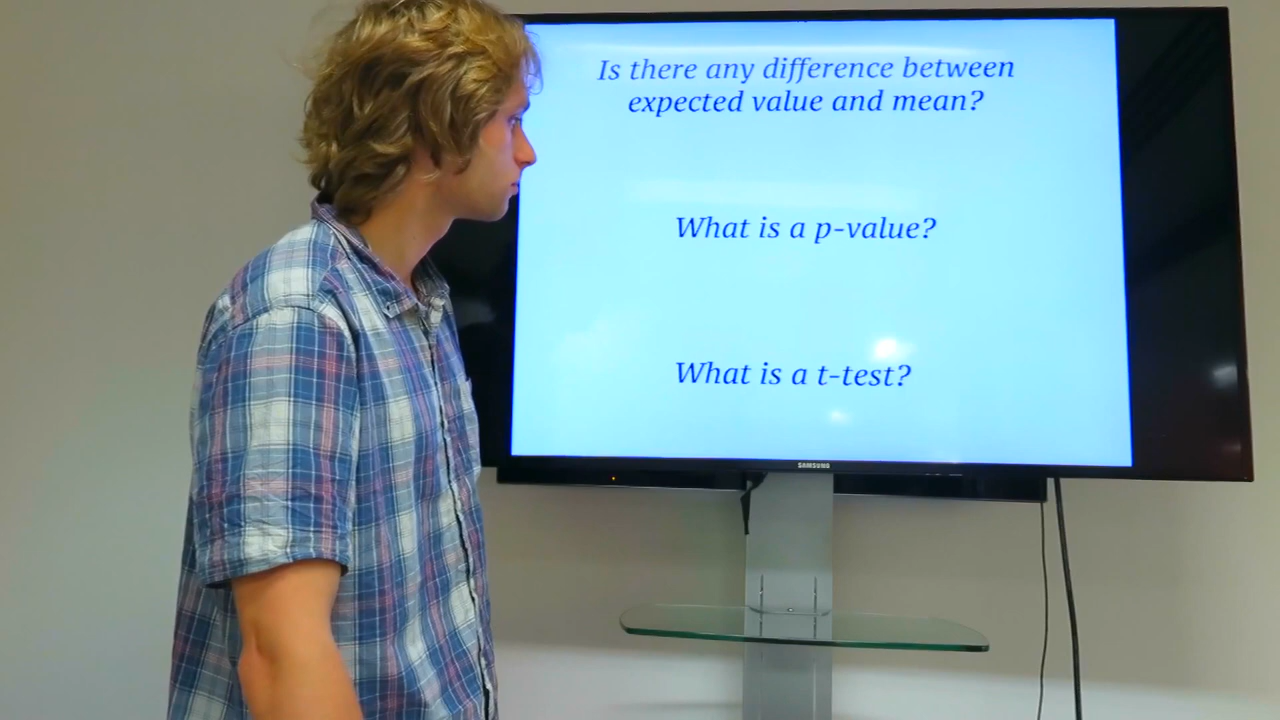 Is there any difference between
expected value and mean?
What is a p-value?
What is a t-test?
SAMSUNG